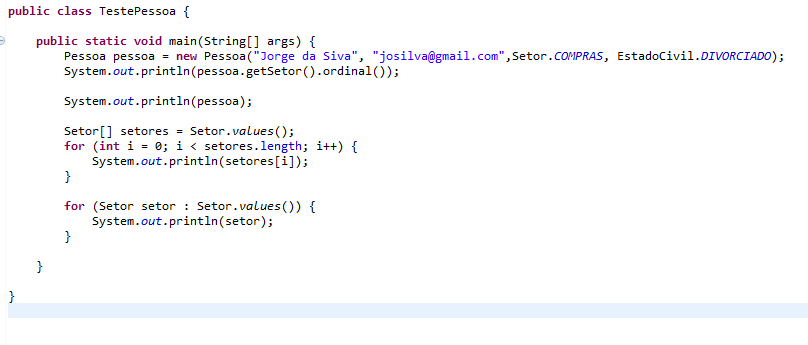 public class TestePessoa {
public static void main(String[] args) {
Pessoa pessoa = new Pessoa("Jorge da Siva", "josilva@gmail.com",Setor.COMPRAS, EstadoCivil.DIVORCIADO);
System.out.println(pessoa.getSetor().ordinal());
System.out.println(pessoa);
Setor[] setores = Setor.values();
for (int i = 0; i < setores.length; i++) {
System.out.println(setores[i]);
}
for (Setor setor : Setor.values()) {
System.out.println(setor);
}
}
}